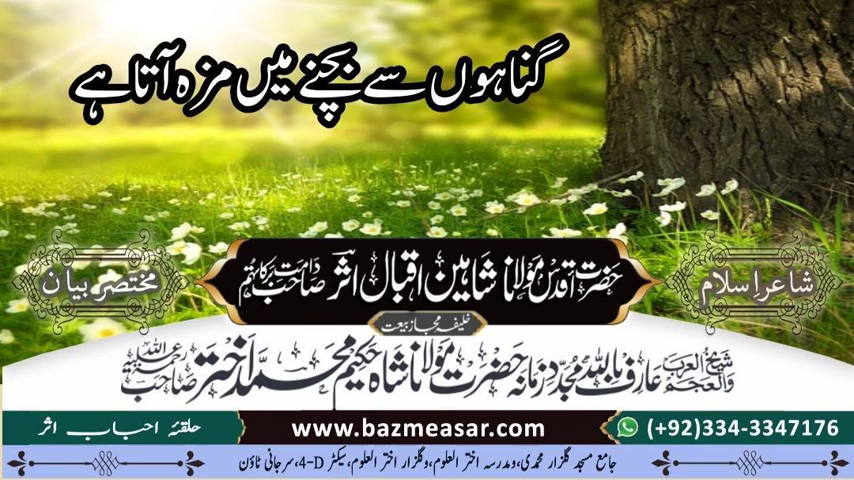 گناہوں سے بچنے میں مزہ آتا ہے
شاعرِ اسلام
حضرت اقدس مولانا شاہین اقبال اثر صاحب دامت برکاتہم
مختصر بیان
خلیفہ مجاز بیعت
شیخ العرب والعجم عارف باللہ مجدد زمانہ حضرت مولانا شاہ حکیم محمد اختر صاحب رحمۃ اللہ علیہ
(+92)334-3347176
www.bazmeasar.com
حلقۂ احباب اثر
جامع مسجد گلزار محمدی،ومدرسہ اختر العلوم،وگلزار اختر العلوم،سیکٹر 4-D،سرجانی ٹاؤن